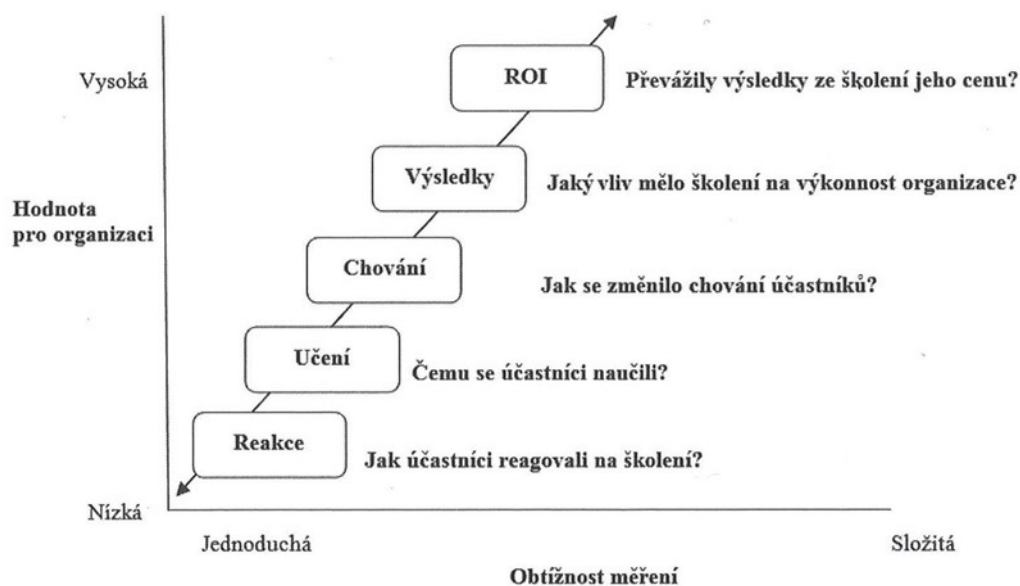 Vysoká
ROI
Převážily výsledky ze školení jeho cenu?
Výsledky
Jaký vliv mělo školení na výkonnost organizace?
Hodnota
pro organizaci
Chování
Jak se změnilo chování účastníků?
Učení
Čemu se účastníci naučili?
Reakce
Jak účastníci reagovali na školení?
Nízká
Jednoduchá
Složitá
Obtížnost měření